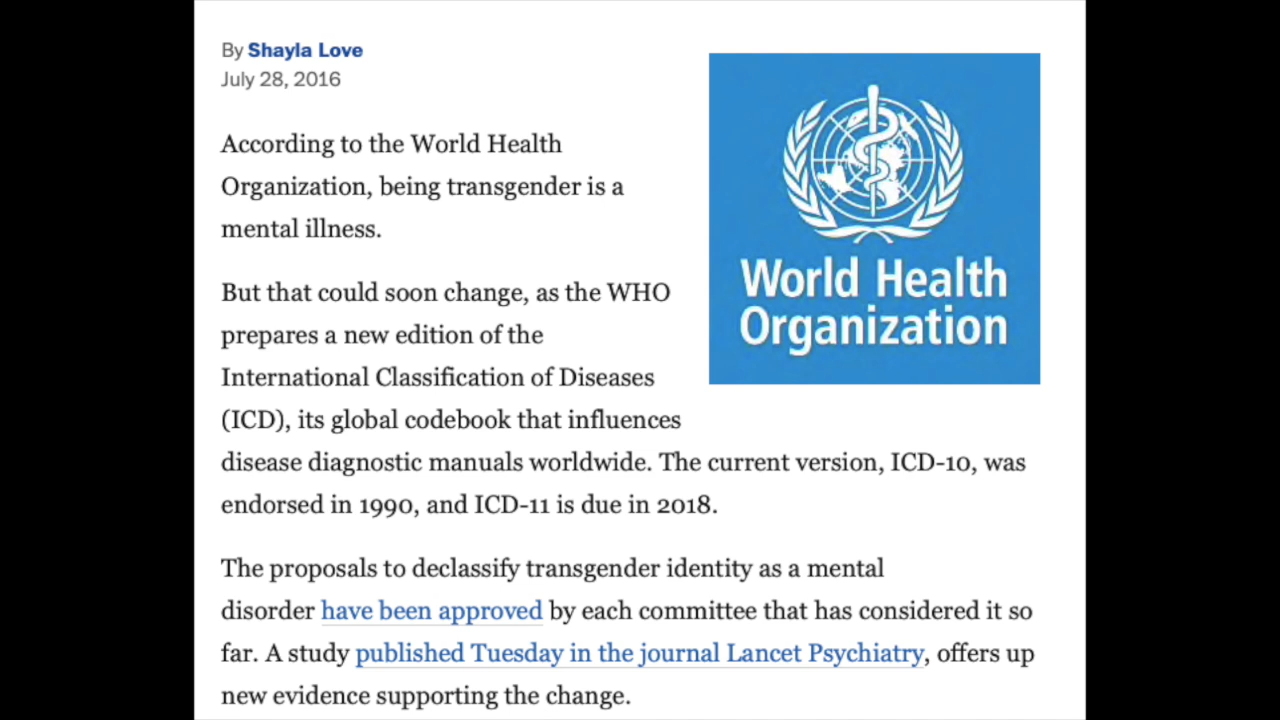 By Shayla Love
July 28, 2016
According to the World Health
Organization, being transgender is a
mental illness.
But that could soon change, as the WHO
prepares a new edition of the
International Classification of Diseases
(ICD), its global codebook that influences
disease diagnostic manuals worldwide. The current version, ICD-10, was
endorsed in 1990, and ICD-11 is due in 2018.
The proposals to declassify transgender identity as a mental
disorder have been approved by each committee that has considered it so
far. A study published Tuesday in the journal Lancet Psychiatry, offers up
new evidence supporting the change.
World Health
Organization